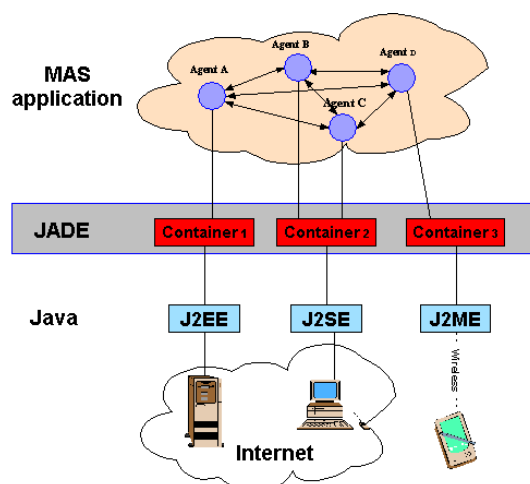 Agent B
Agent D
MAS
application
Agent A
Agent C
JADE
Container 1
Container 2
Container 3
Java
J2EE
J2SE
J2ME
Wireless
Internet